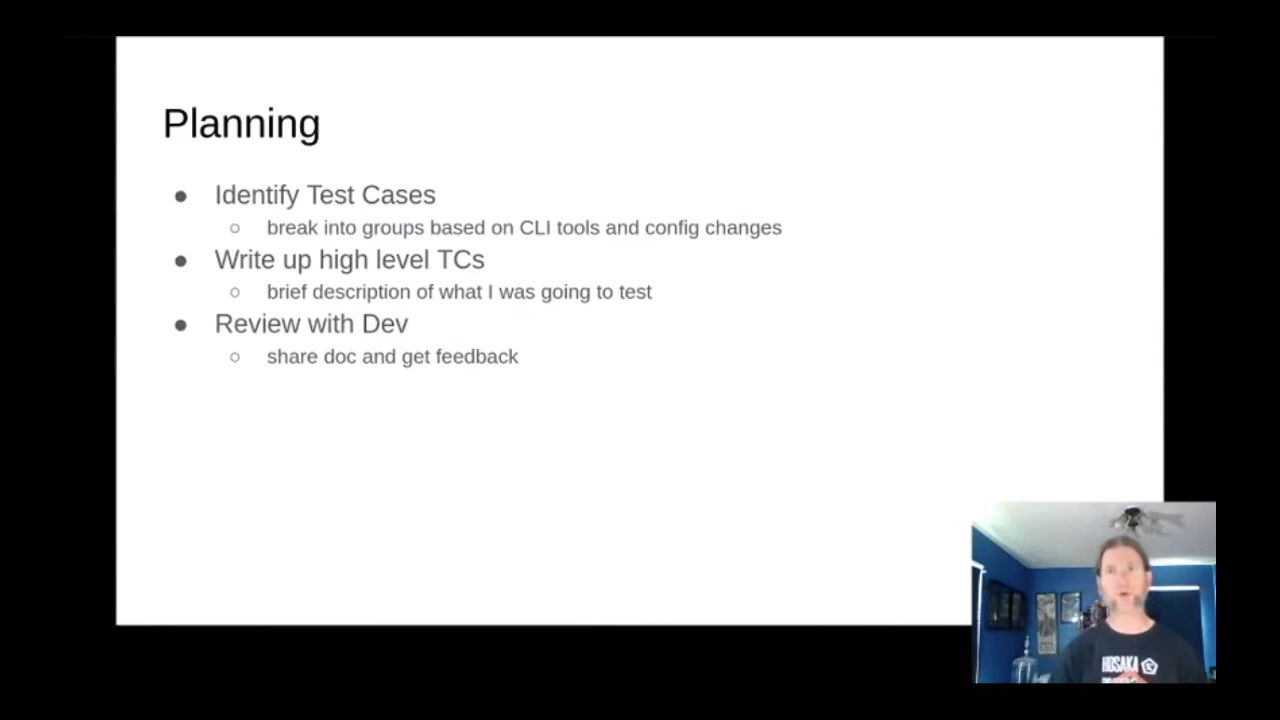 Planning
● Identify Test Cases
○ break into groups based on CLI tools and config changes
● Write up high level TCs
○ brief description of what I was going to test
● Review with Dev
○ share doc and get feedback
HOSAKA